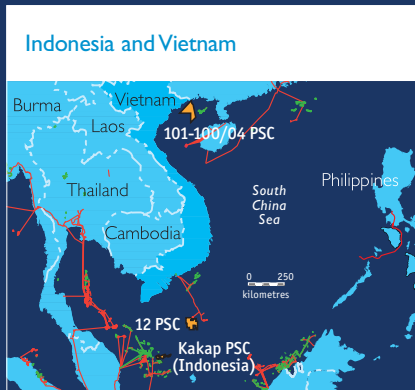 Indonesia and Vietnam
Burma
Vietnam
Laos
101-100/04 PSC
Thailand
South
China
Sea
Philippines
Cambodia
0 250
kilometres
12 PSC
Kakap PSC
(Indonesia)